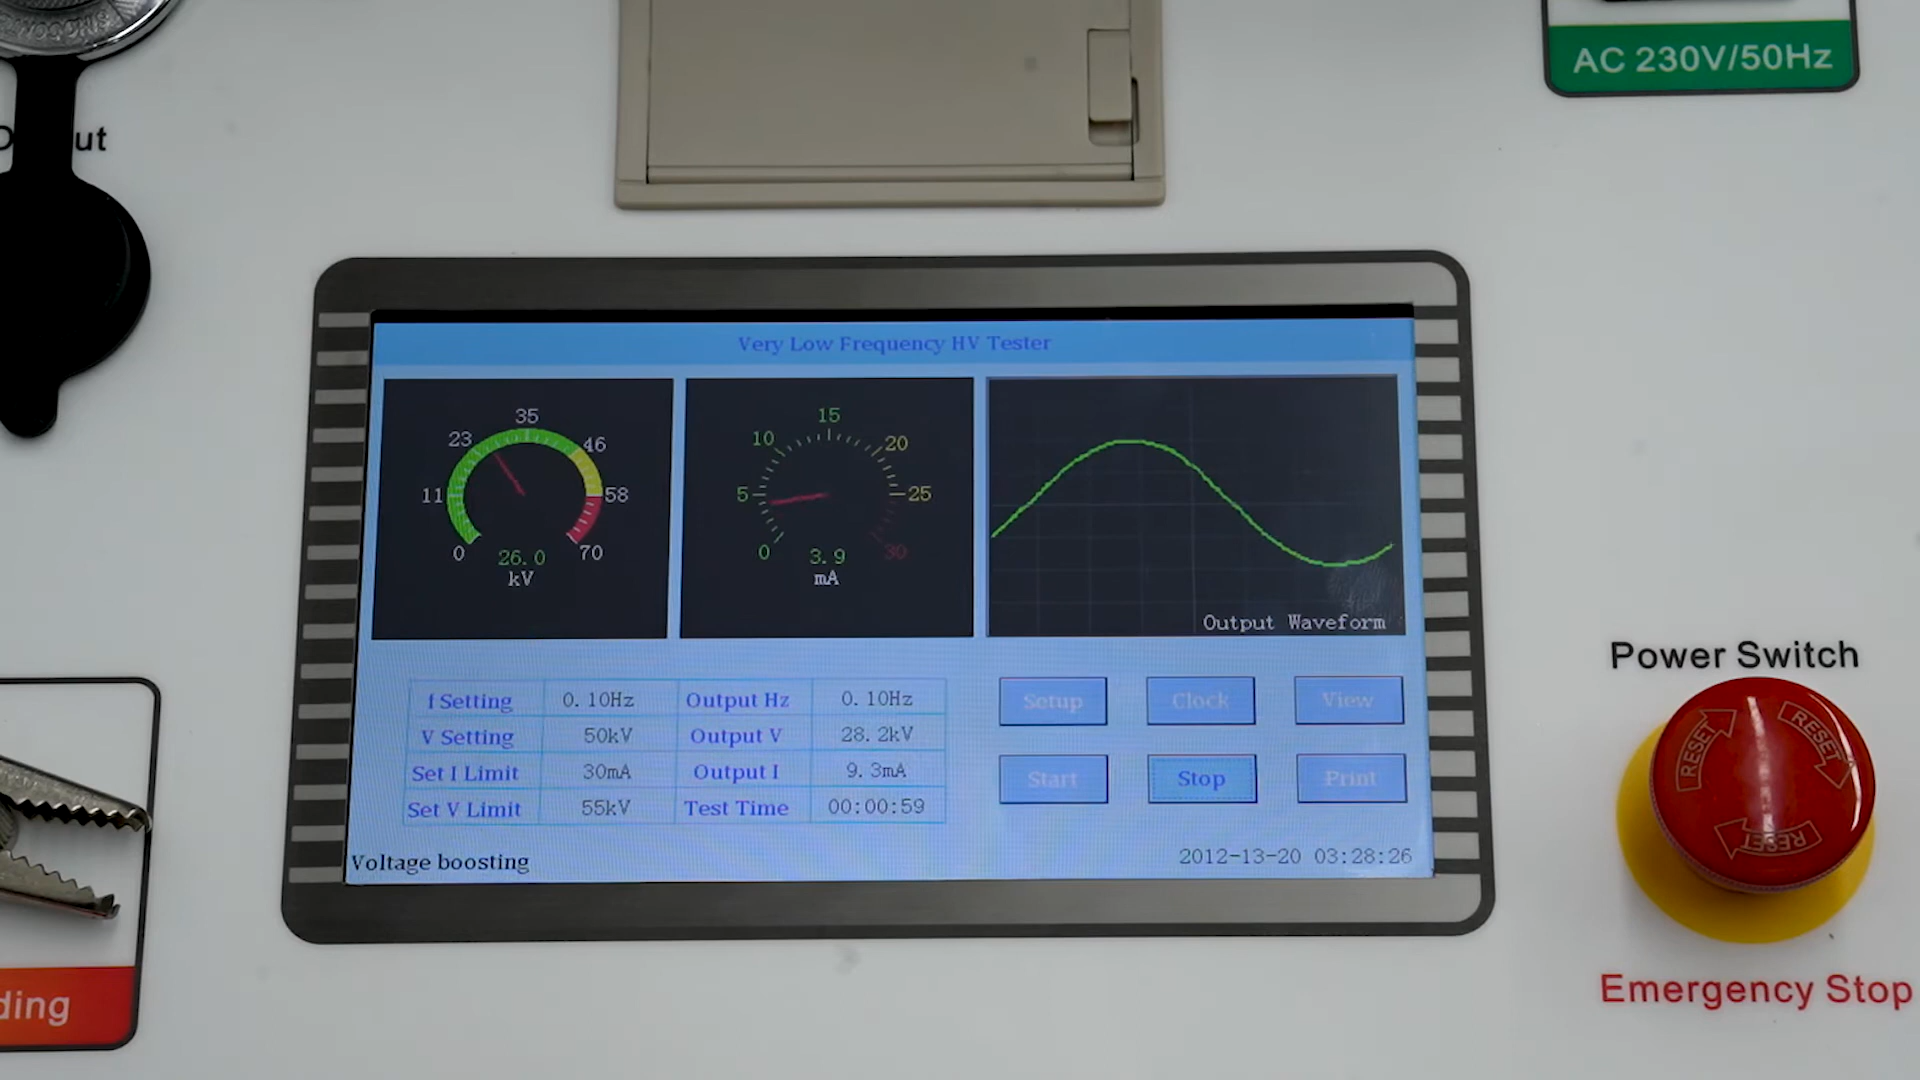 AC 230V/50Hz
ut
Very Low Frequency HV Tester
0 11 23 35 46 58 70
26.0
kV
0 5 10 15 20 25 30
3.9
mA
Output Waveform
f Setting 0.10Hz Output Hz 0.10Hz
V Setting 50kV Output V 28.2kV
Set I Limit 30mA Output I 9.3mA
Set V Limit 55kV Test Time 00:00:59
Setup Clock View
Start Stop Print
Voltage boosting
2012-13-20 03:28:26
Power Switch
RESET
RESET
RESET
Emergency Stop
ding